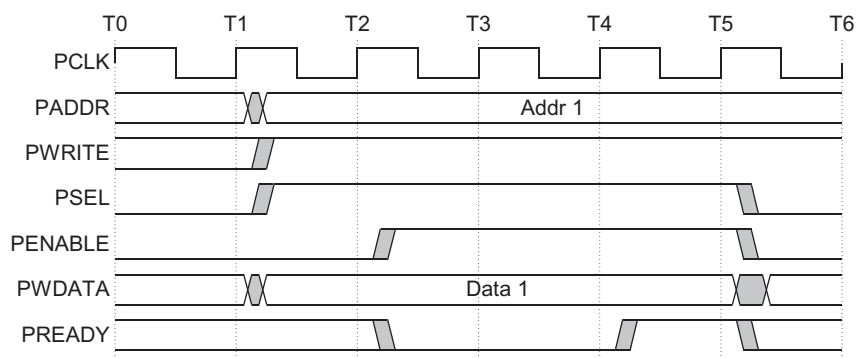 T0 T1 T2 T3 T4 T5 T6
PCLK
PADDR Addr 1
PWRITE
PSEL
PENABLE
PWDATA Data 1
PREADY